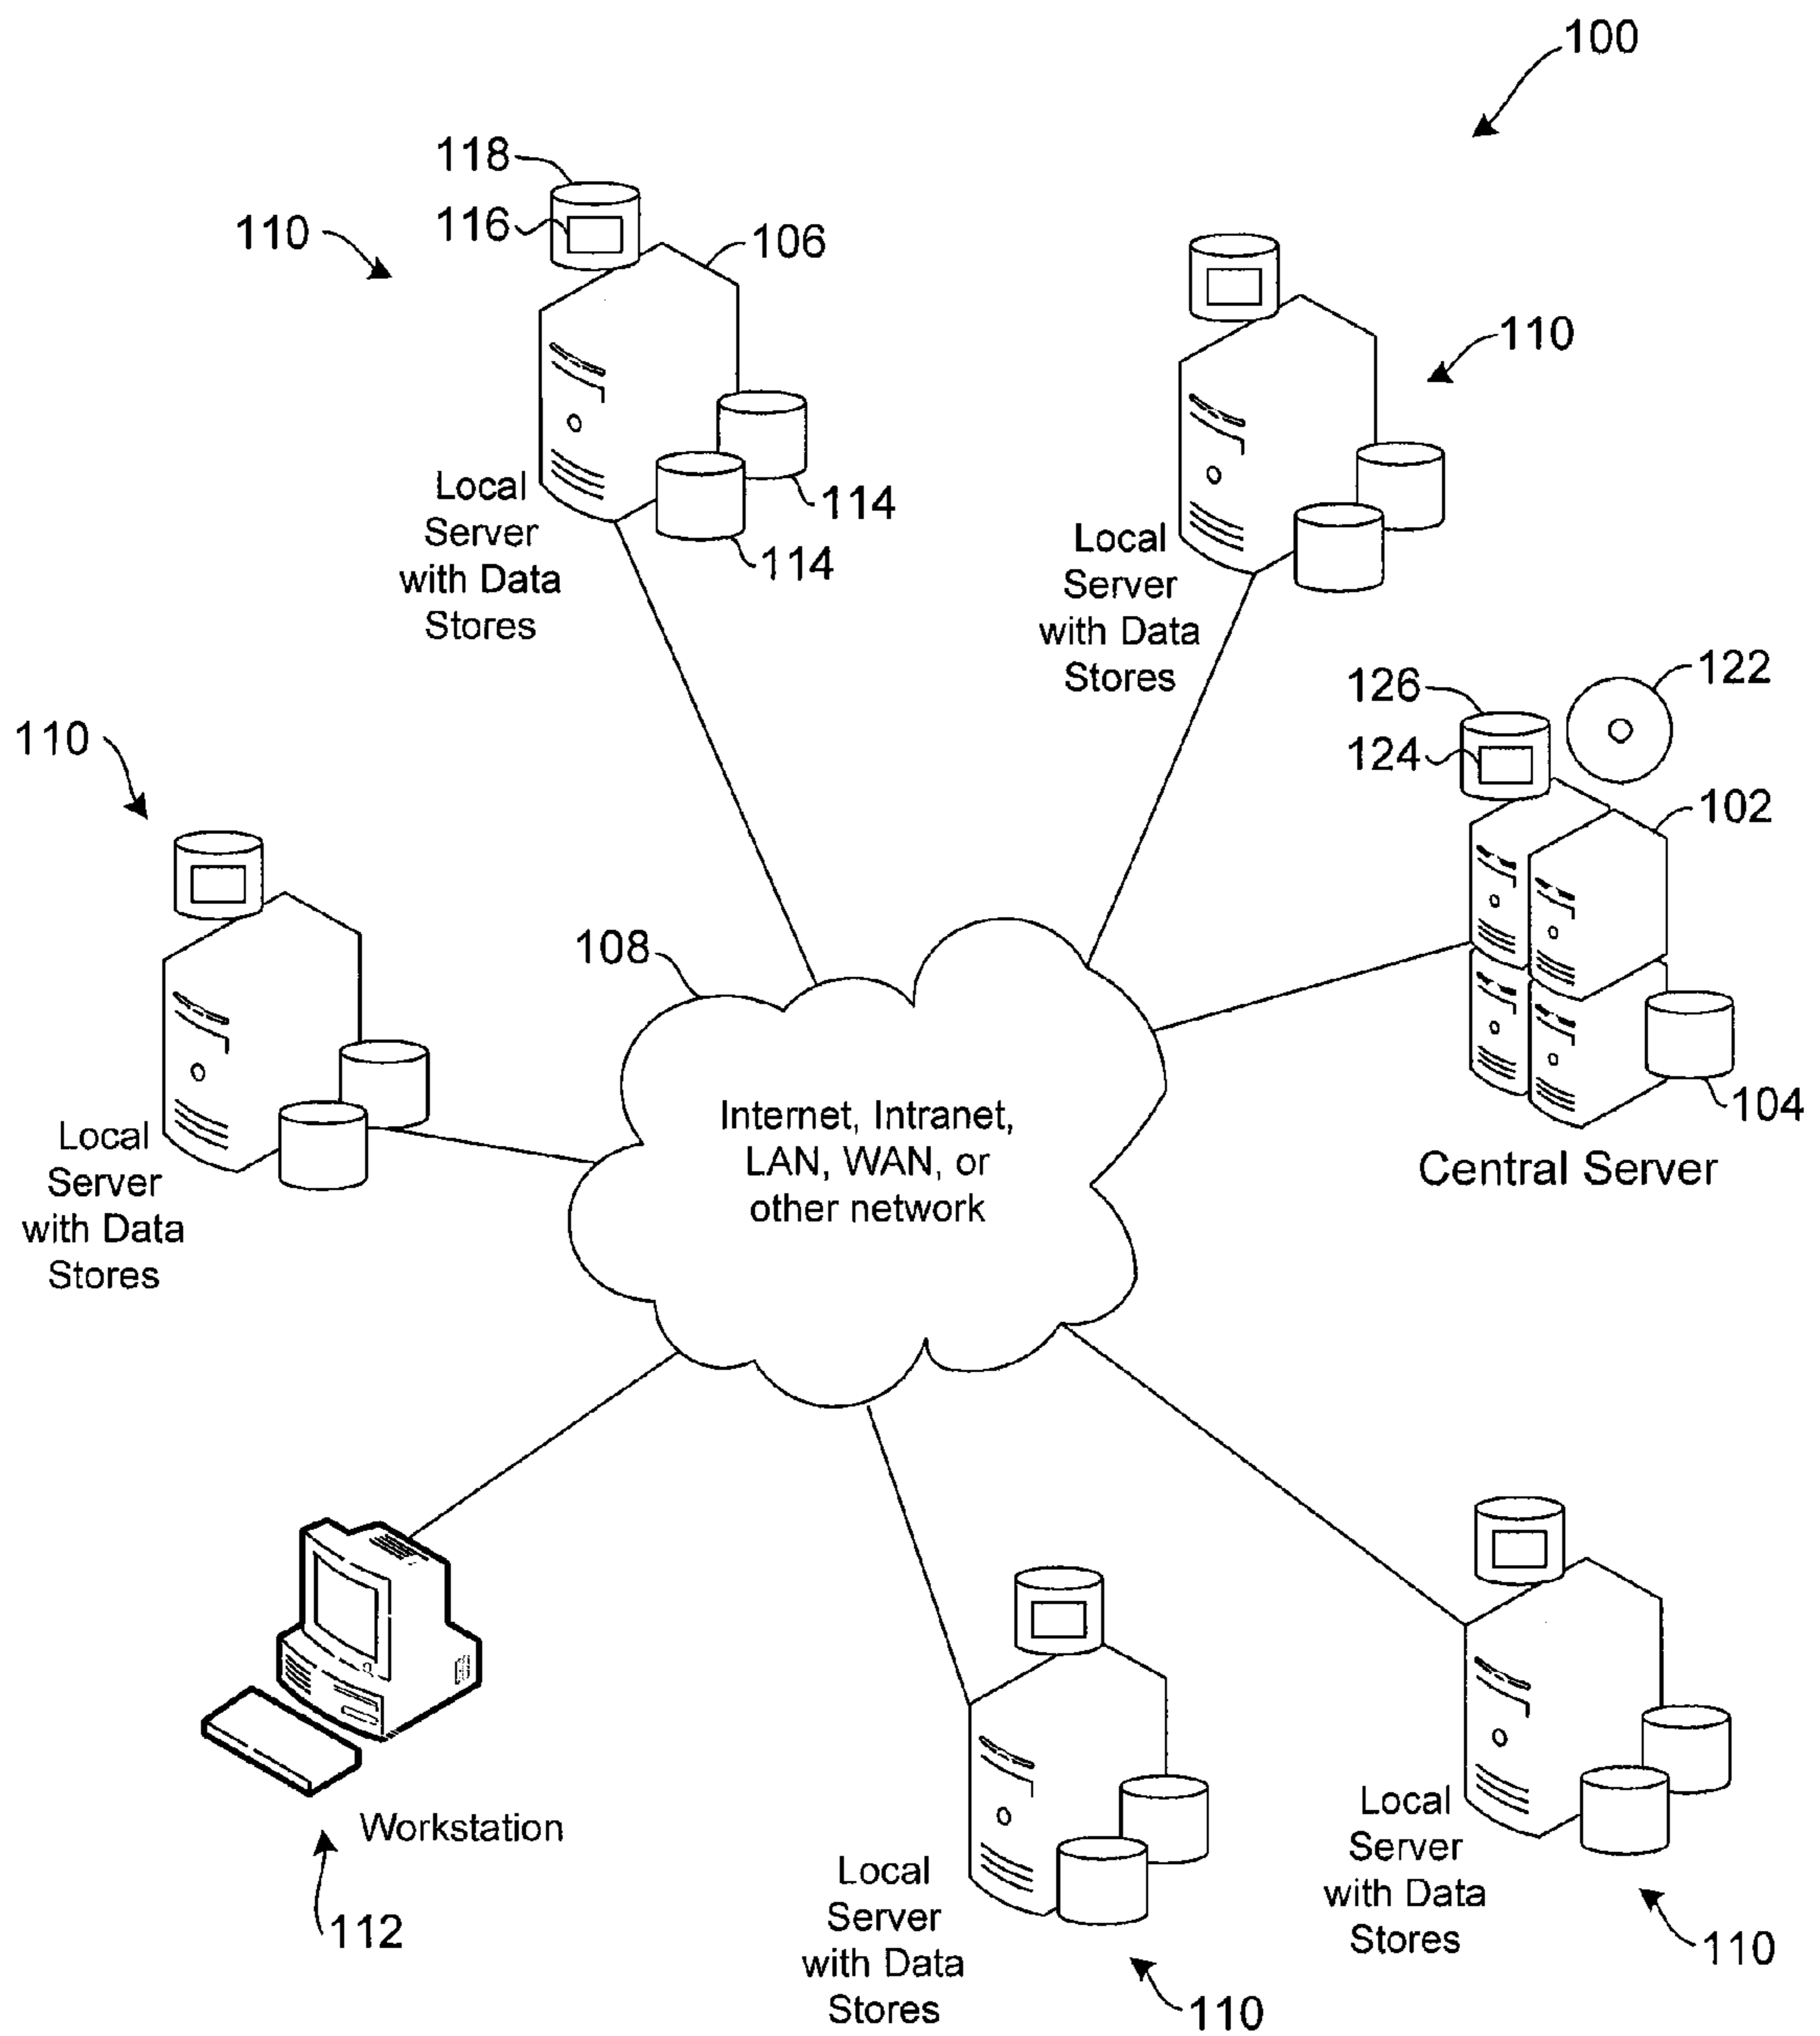 100
118
116
110
106
114
114
Local
Server
with Data
Stores
110
Local
Server
with Data
Stores
126
122
124
102
104
Central Server
110
Local
Server
with Data
Stores
108
Internet, Intranet,
LAN, WAN, or
other network
Workstation
112
Local
Server
with Data
Stores
110
Local
Server
with Data
Stores
110